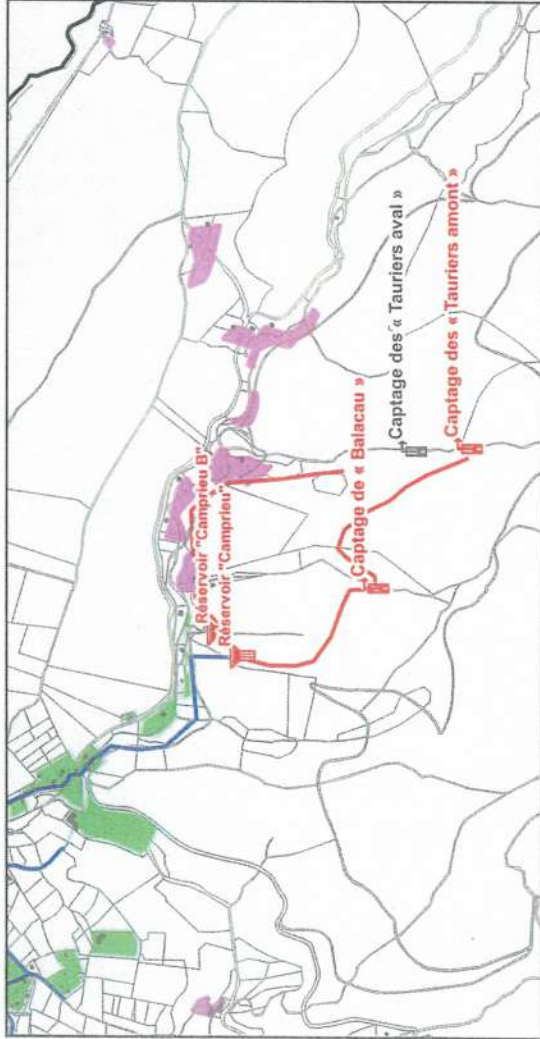 Réservoir "Camprieu B"
Réservoir "Camprieu"
Captage de « Balacau »
Captage des « Tauriers aval »
Captage des « Tauriers amont »